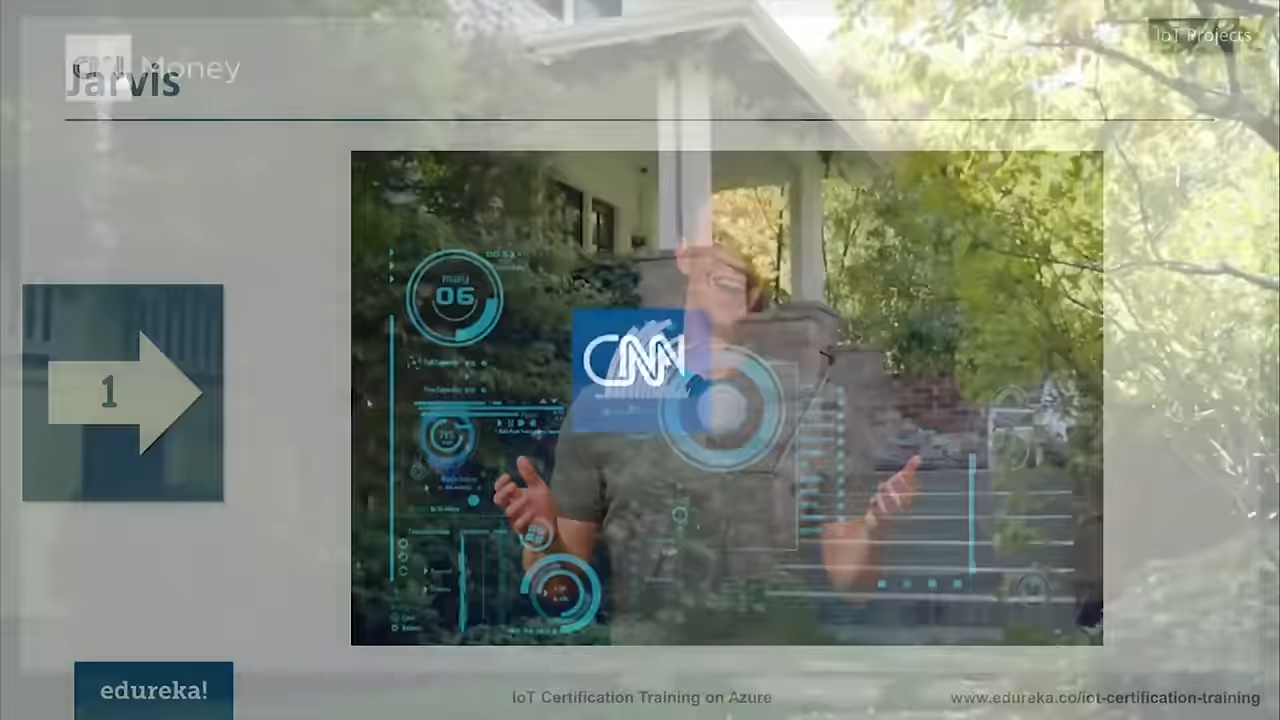 IoT Projects
CNN Money
Jarvis
may
06
CNN
1
edureka!
IoT Certification Training on Azure
www.edureka.co/iot-certification-training